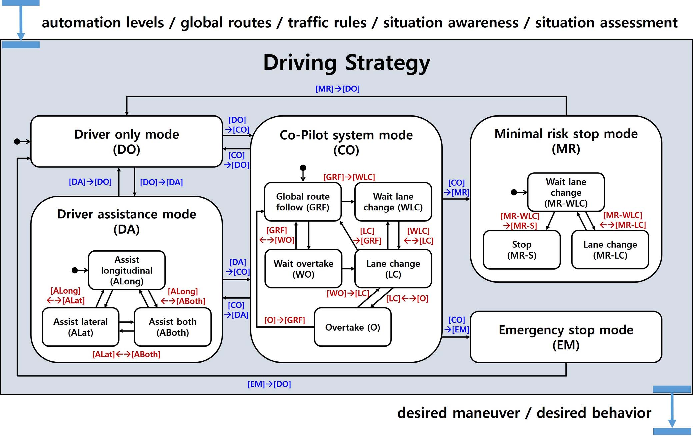 automation levels / global routes / traffic rules / situation awareness / situation assessment
Driving Strategy
[MR]→[DO]
Driver only mode
(DO)
[DO]
→[CO]
[CO]
→[DO]
[DA]→[DO]
[DO]→[DA]
Driver assistance mode
(DA)
Assist
longitudinal
(ALong)
[ALong]
←→[ALat]
[ALong]
←→[ABoth]
Assist lateral
(ALat)
Assist both
(ABoth)
[ALat]←→[ABoth]
[DA]
→[CO]
[CO]
→[DA]
Co-Pilot system mode
(CO)
[GRF]→[WLC]
Global route
follow (GRF)
Wait lane
change (WLC)
[GRF]
←→[WO]
[LC]
→[GRF]
[WLC]
←→[LC]
Wait overtake
(WO)
Lane change
(LC)
[WO]→[LC]
[LC]←→[O]
[O]→[GRF]
Overtake (O)
[CO]
→[MR]
Minimal risk stop mode
(MR)
Wait lane
change
(MR-WLC)
[MR-WLC]
→[MR-S]
[MR-WLC]
←→[MR-LC]
Stop
(MR-S)
Lane change
(MR-LC)
[CO]
→[EM]
Emergency stop mode
(EM)
[EM]→[DO]
desired maneuver / desired behavior